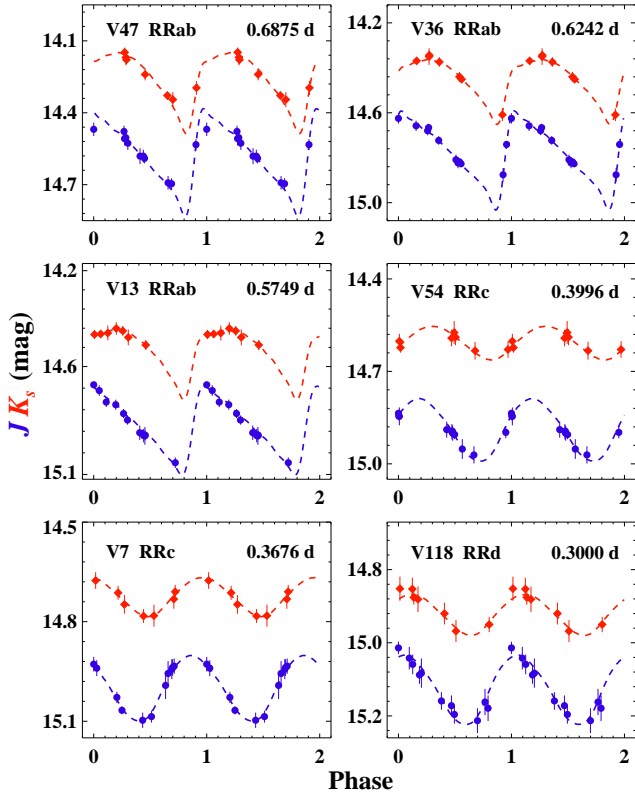 V47 RRab 0.6875 d
14.1
14.4
14.7
0 1 2
V36 RRab 0.6242 d
14.2
14.6
15.0
0 1 2
V13 RRab 0.5749 d
14.2
14.6
15.1
0 1 2
V54 RRc 0.3996 d
14.4
14.7
15.0
0 1 2
V7 RRc 0.3676 d
14.5
14.8
15.1
0 1 2
V118 RRd 0.3000 d
14.8
15.0
15.2
0 1 2
J Ks (mag)
Phase